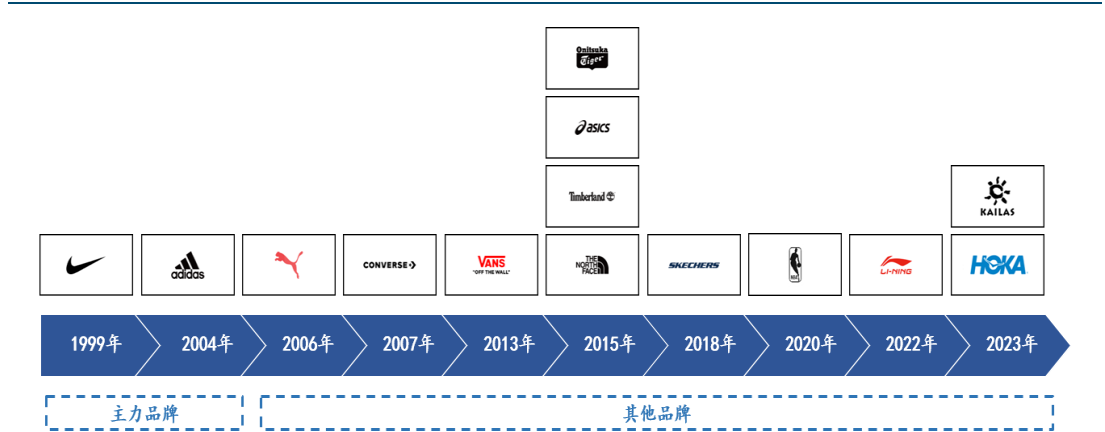 Onitsuka
Tiger
asics
Timberland
KAILAS
adidas
CONVERSE
VANS
"OFF THE WALL"
THE
NORTH
FACE
SKECHERS
NBA
LI-NING
HOKA
1999年
2004年
2006年
2007年
2013年
2015年
2018年
2020年
2022年
2023年
主力品牌
其他品牌